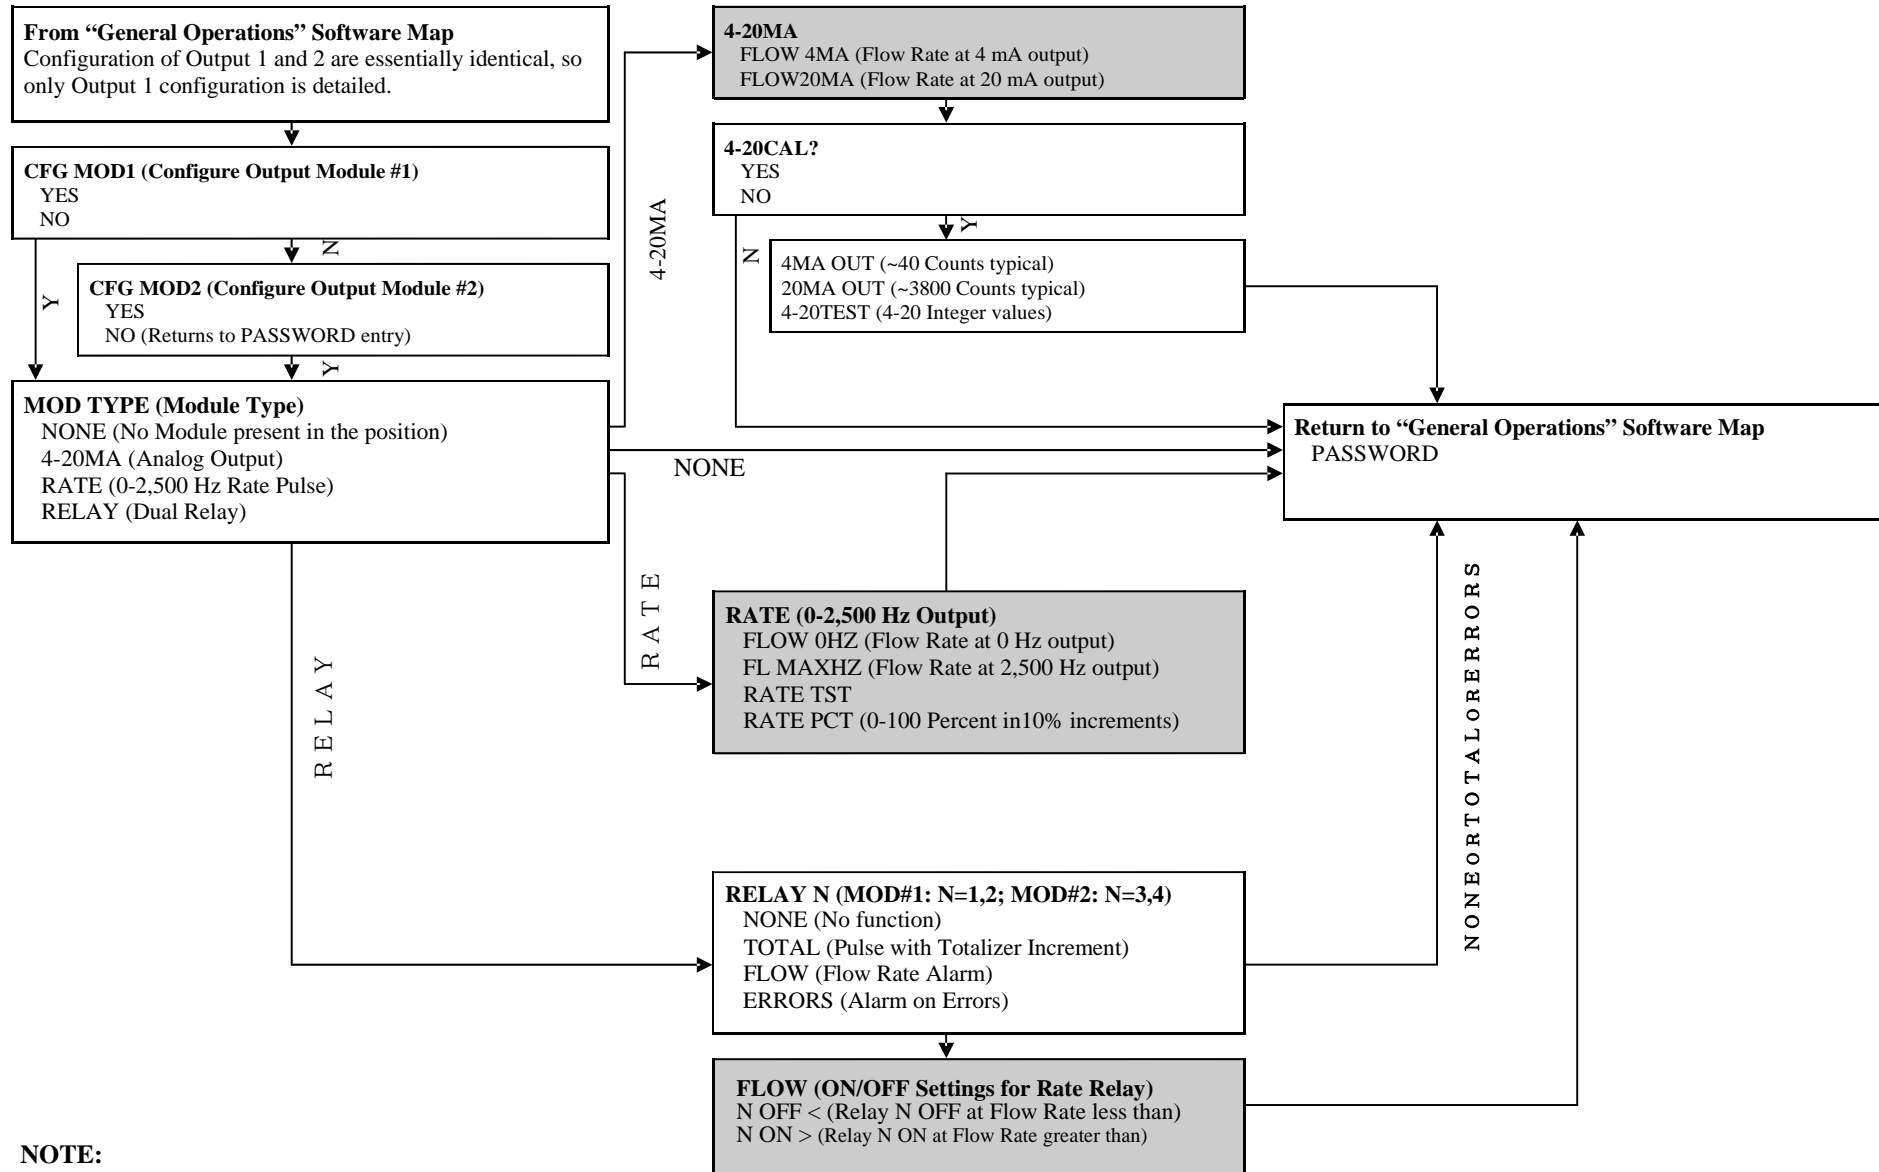 From “General Operations” Software Map
Configuration of Output 1 and 2 are essentially identical, so
only Output 1 configuration is detailed.
CFG MOD1 (Configure Output Module #1)
YES
NO
N
Y
CFG MOD2 (Configure Output Module #2)
YES
NO (Returns to PASSWORD entry)
Y
MOD TYPE (Module Type)
NONE (No Module present in the position)
4-20MA (Analog Output)
RATE (0-2,500 Hz Rate Pulse)
RELAY (Dual Relay)
4-20MA
4-20MA
FLOW 4MA (Flow Rate at 4 mA output)
FLOW20MA (Flow Rate at 20 mA output)
4-20CAL?
YES
NO
Y
N
4MA OUT (~40 Counts typical)
20MA OUT (~3800 Counts typical)
4-20TEST (4-20 Integer values)
NONE
Return to “General Operations” Software Map
PASSWORD
RATE
RATE (0-2,500 Hz Output)
FLOW 0HZ (Flow Rate at 0 Hz output)
FL MAXHZ (Flow Rate at 2,500 Hz output)
RATE TST
RATE PCT (0-100 Percent in10% increments)
RELAY
RELAY N (MOD#1: N=1,2; MOD#2: N=3,4)
NONE (No function)
TOTAL (Pulse with Totalizer Increment)
FLOW (Flow Rate Alarm)
ERRORS (Alarm on Errors)
NONEORTOTALORERRORS
FLOW (ON/OFF Settings for Rate Relay)
N OFF < (Relay N OFF at Flow Rate less than)
N ON > (Relay N ON at Flow Rate greater than)
NOTE: